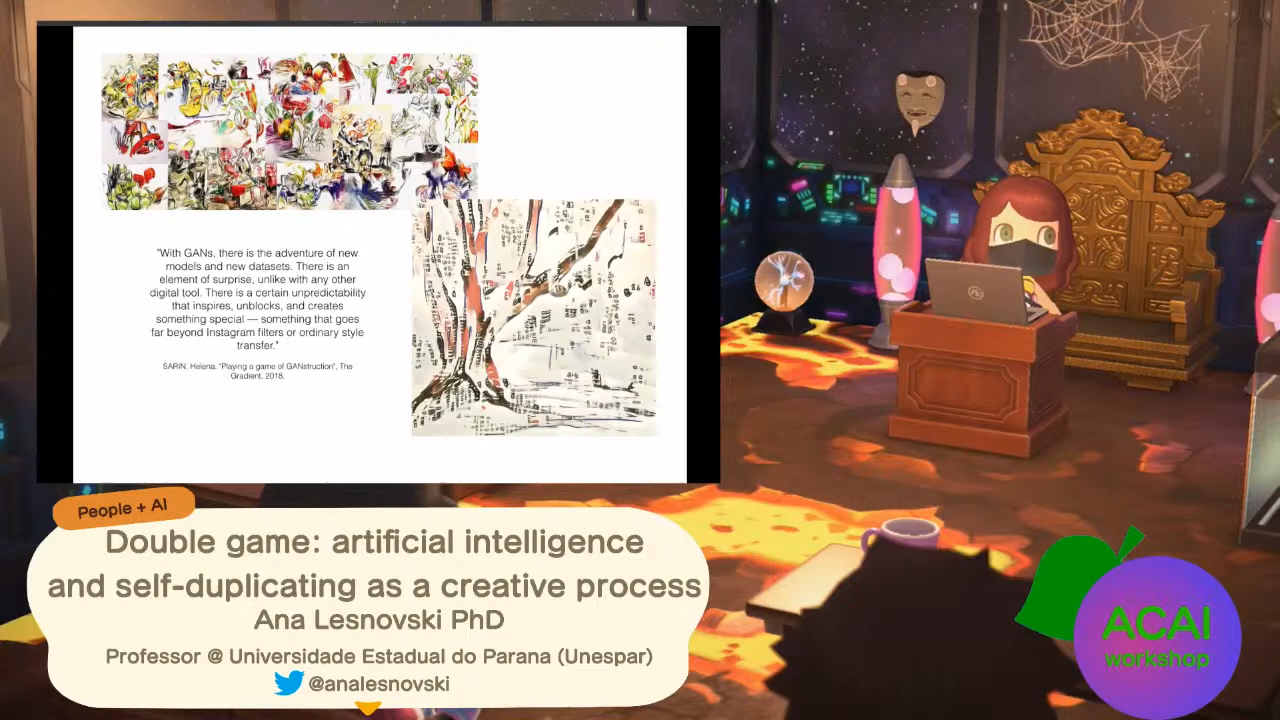 "With GANs, there is the adventure of new
models and new datasets. There is an
element of surprise, unlike with any other
digital tool. There is a certain unpredictability
that inspires, unblocks, and creates
something special — something that goes
far beyond Instagram filters or ordinary style
transfer."
SARIN, Helena. "Playing a game of GANstruction", The
Gradient, 2018.
People + AI
Double game: artificial intelligence
and self-duplicating as a creative process
Ana Lesnovski PhD
Professor @ Universidade Estadual do Parana (Unespar)
@analesnovski
ACAI
workshop